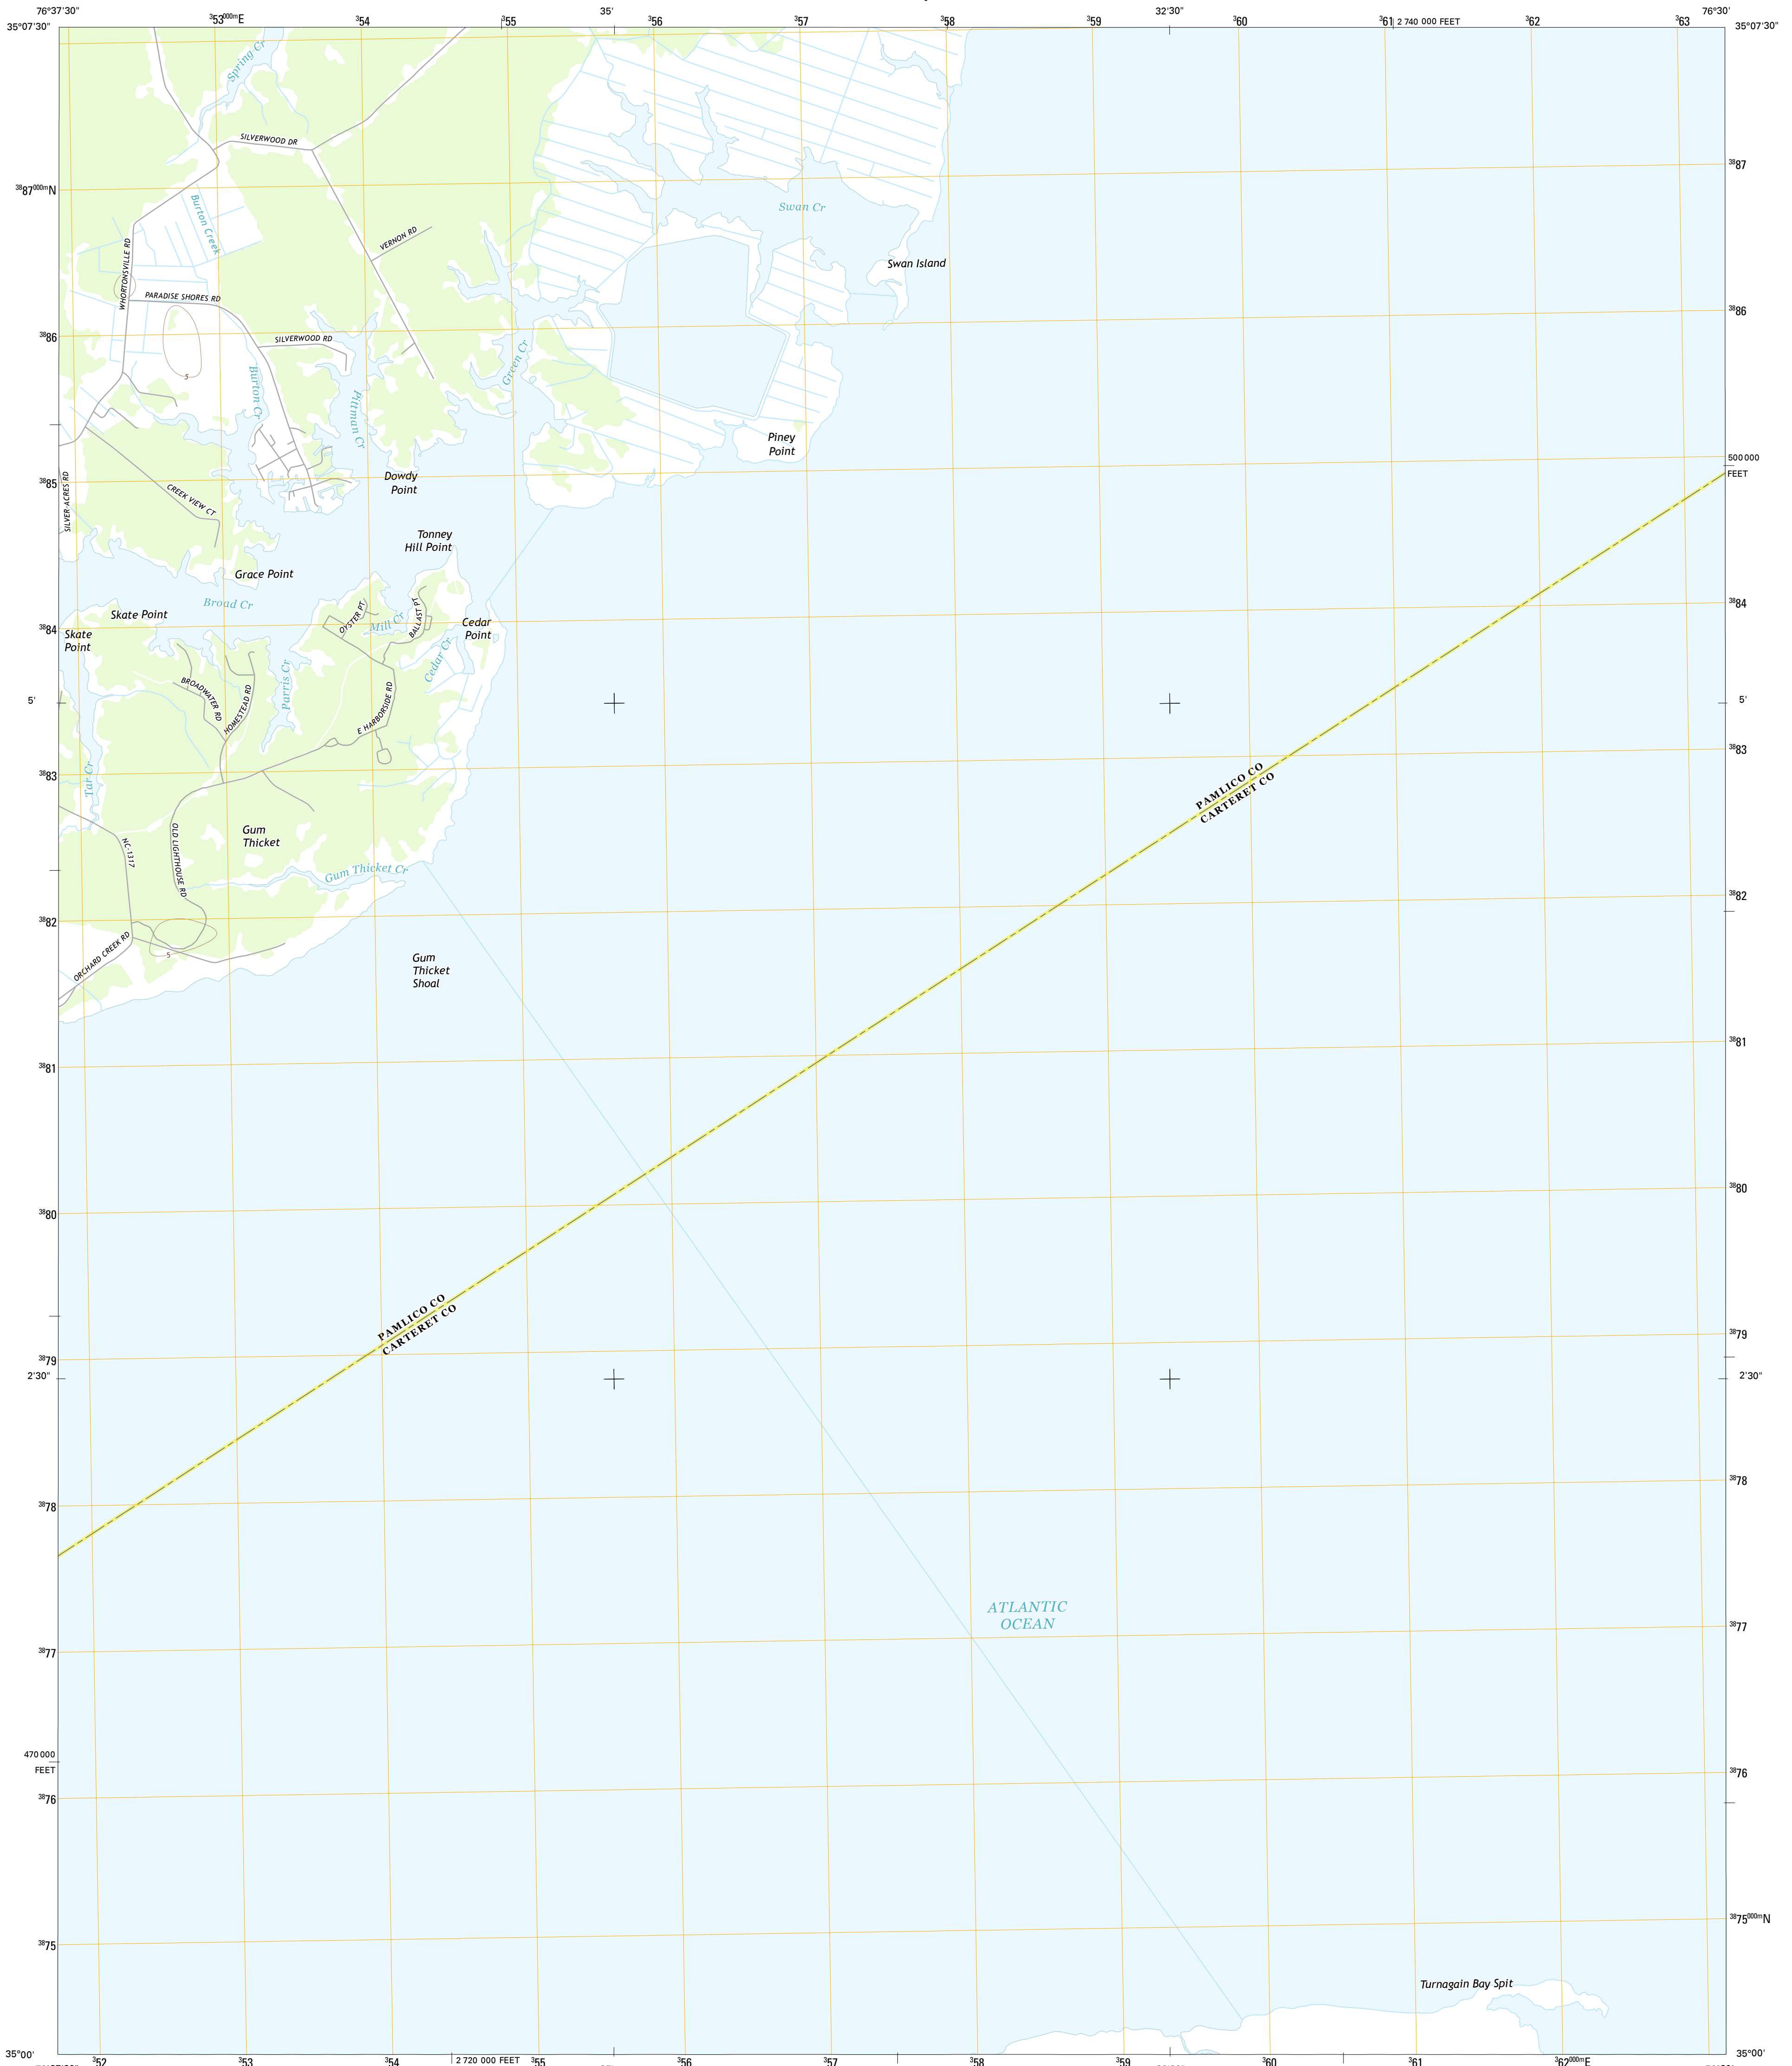 76°37'30"
³53⁰⁰⁰ᵐE
³54
³55
35'
³56
³57
³58
³59
32'30"
³60
³61
2 740 000 FEET
³62
³63
76°30'
35°07'30"
35°07'30"
Spring Cr
SILVERWOOD DR
³⁸87
³⁸87⁰⁰⁰ᵐN
Burton Creek
Swan Cr
VERNON RD
WHORTONSVILLE RD
Swan Island
PARADISE SHORES RD
³⁸86
³⁸86
SILVERWOOD RD
Green Cr
5
Burton Cr
Pittman Cr
Piney
Point
500 000
FEET
³⁸85
Dowdy
Point
SILVER ACRES RD
CREEK VIEW CT
Tonney
Hill Point
Grace Point
Broad Cr
³⁸84
Skate Point
OYSTER PT
Mill Cr
BALLAST PT
Cedar
Point
³⁸84
Skate
Point
Cedar Cr
Parris Cr
BROADWATER RD
HOMESTEAD RD
E HARBORSIDE RD
5'
5'
³⁸83
³⁸83
Tar Cr
PAMLICO CO
CARTERET CO
NC-1317
OLD LIGHTHOUSE RD
Gum
Thicket
Gum Thicket Cr
³⁸82
³⁸82
ORCHARD CREEK RD
5
Gum
Thicket
Shoal
³⁸81
³⁸81
³⁸80
³⁸80
PAMLICO CO
CARTERET CO
³⁸79
³⁸79
2'30"
2'30"
³⁸78
³⁸78
ATLANTIC
OCEAN
³⁸77
³⁸77
470 000
FEET
³⁸76
³⁸76
³⁸75⁰⁰⁰ᵐN
³⁸75
Turnagain Bay Spit
35°00'
35°00'
³52
³53
³54
2 720 000 FEET
³55
³56
³57
³58
³59
³60
³61
³62⁰⁰⁰ᵐE